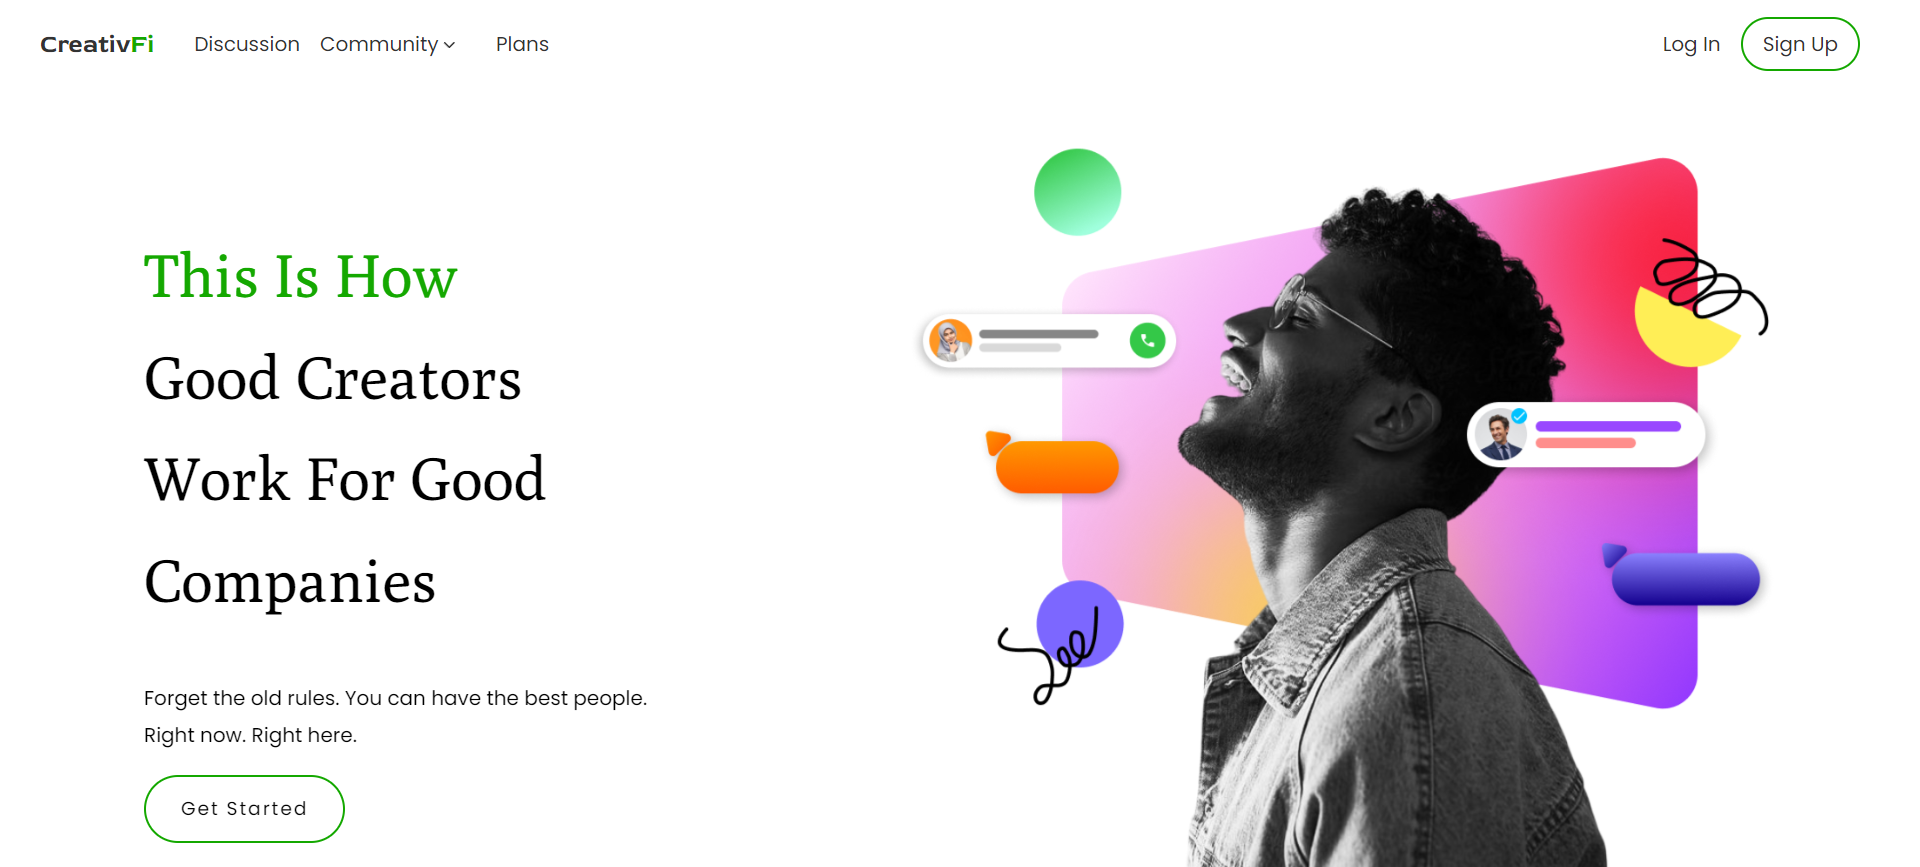 CreativFi Discussion Community Plans Log In Sign Up
This Is How
Good Creators
Work For Good
Companies
Forget the old rules. You can have the best people.
Right now. Right here.
Get Started